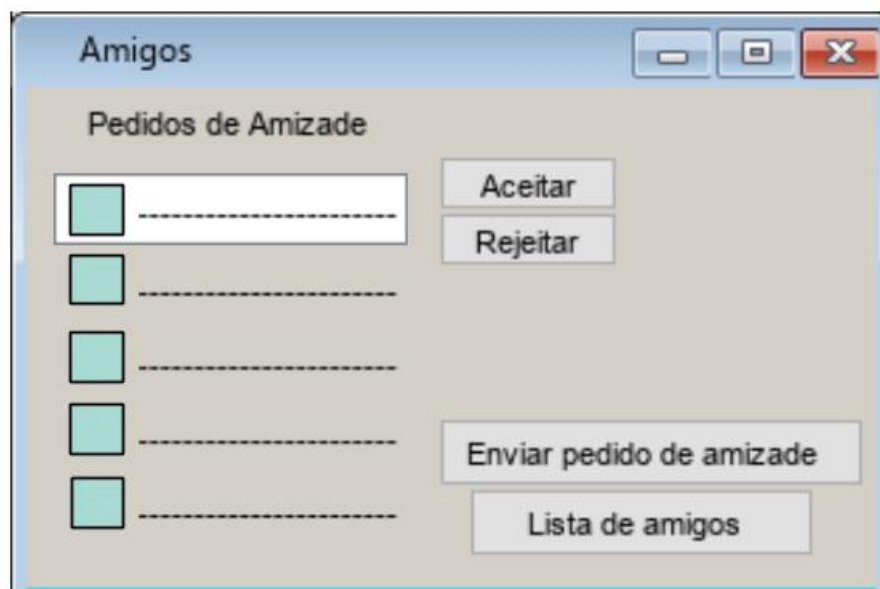 Amigos
Pedidos de Amizade
Aceitar
Rejeitar
Enviar pedido de amizade
Lista de amigos